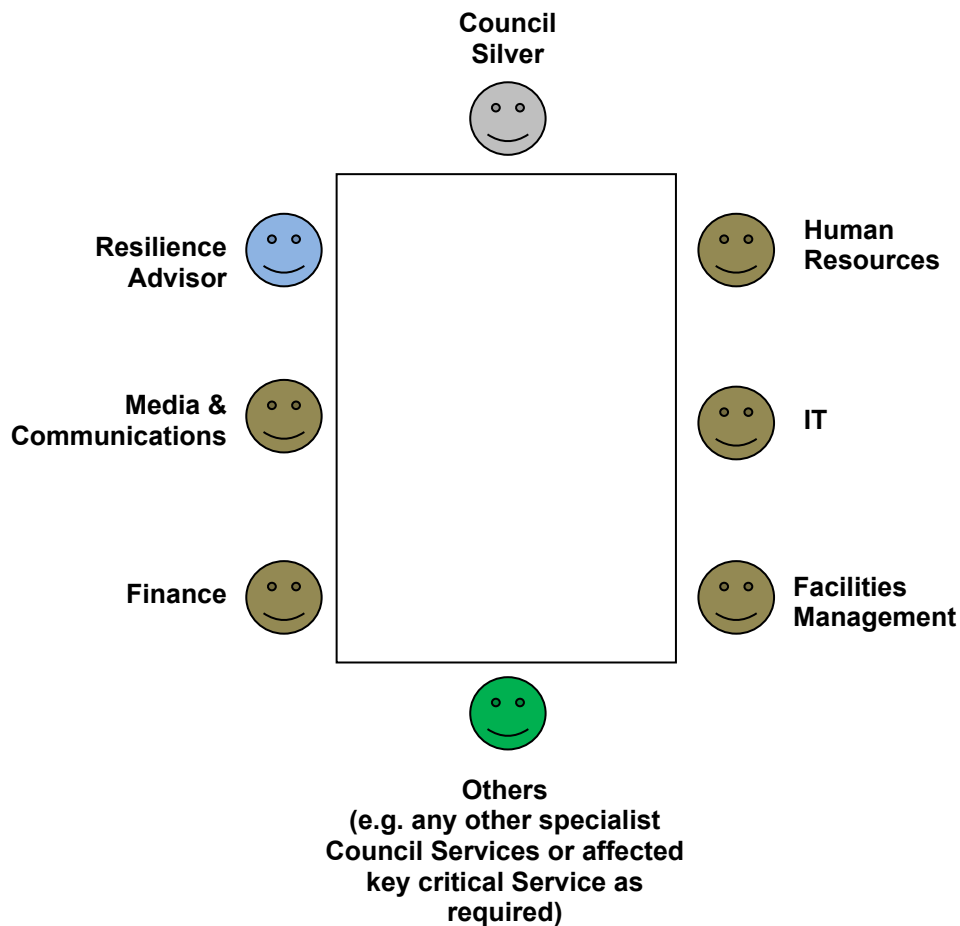 Council
Silver
Resilience
Advisor
Human
Resources
Media &
Communications
IT
Finance
Facilities
Management
Others
(e.g. any other specialist
Council Services or affected
key critical Service as
required)